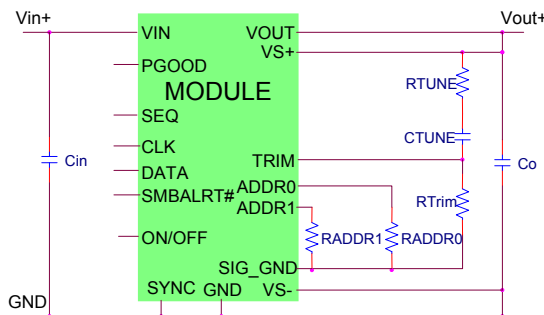 Vin+
VIN
VOUT
Vout+
VS+
PGOOD
RTUNE
MODULE
SEQ
CTUNE
CLK
TRIM
Cin
DATA
Co
ADDR0
SMBALRT#
RTrim
ADDR1
ON/OFF
RADDR1
RADDR0
SIG_GND
GND
SYNC
GND
VS-